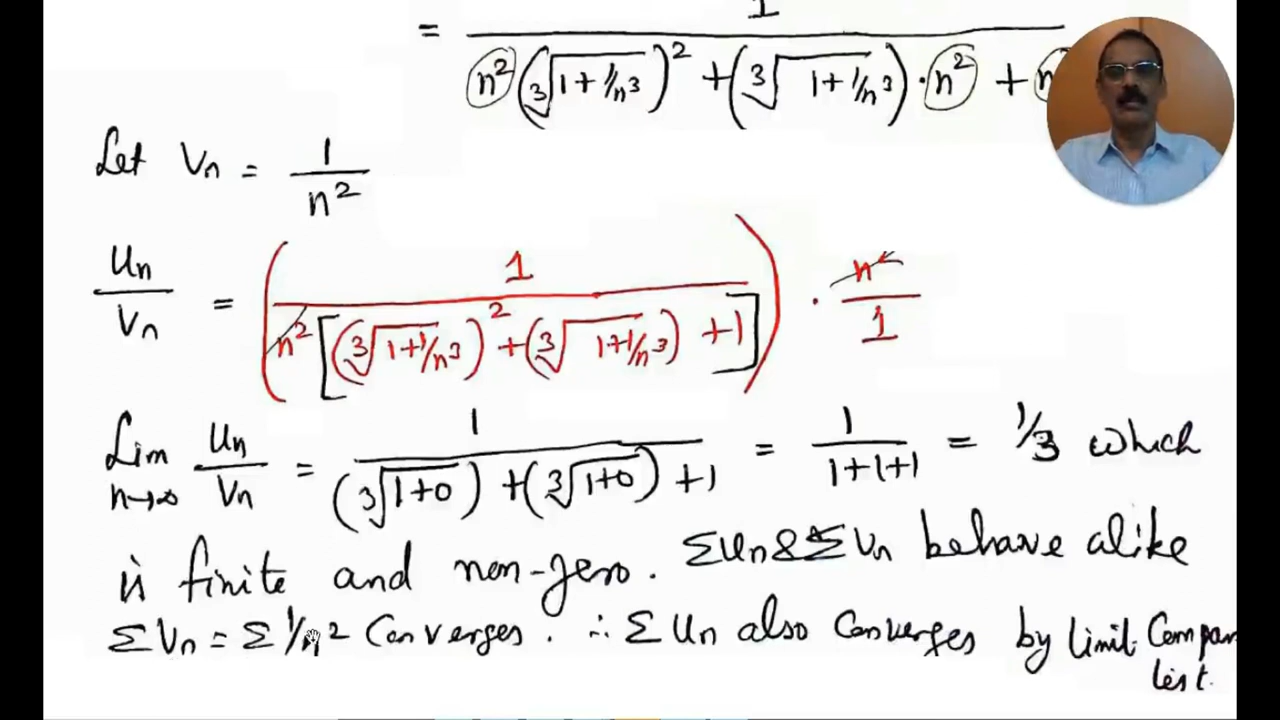 = 1 / n² (∛(1+1/n³))² + (∛(1+1/n³)) · n² + n
Let Vn = 1 / n²
Un / Vn = ( 1 / n² [ (∛(1+1/n³))² + (∛(1+1/n³)) + 1 ] ) · n² / 1
Lim n→∞ Un / Vn = 1 / (∛(1+0)) + (∛(1+0)) + 1 = 1 / 1+1+1 = 1/3 which
is finite and non-zero. ΣUn & ΣVn behave alike
ΣVn = Σ 1/n2 Converges. ∴ ΣUn also Converges by limit Compar
test.